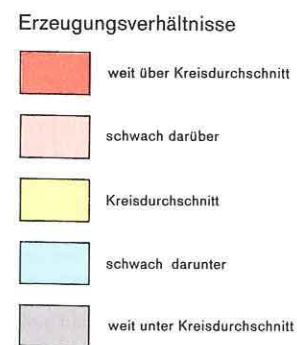 Erzeugungsverhältnisse
weit über Kreisdurchschnitt
schwach darüber
Kreisdurchschnitt
schwach darunter
weit unter Kreisdurchschnitt